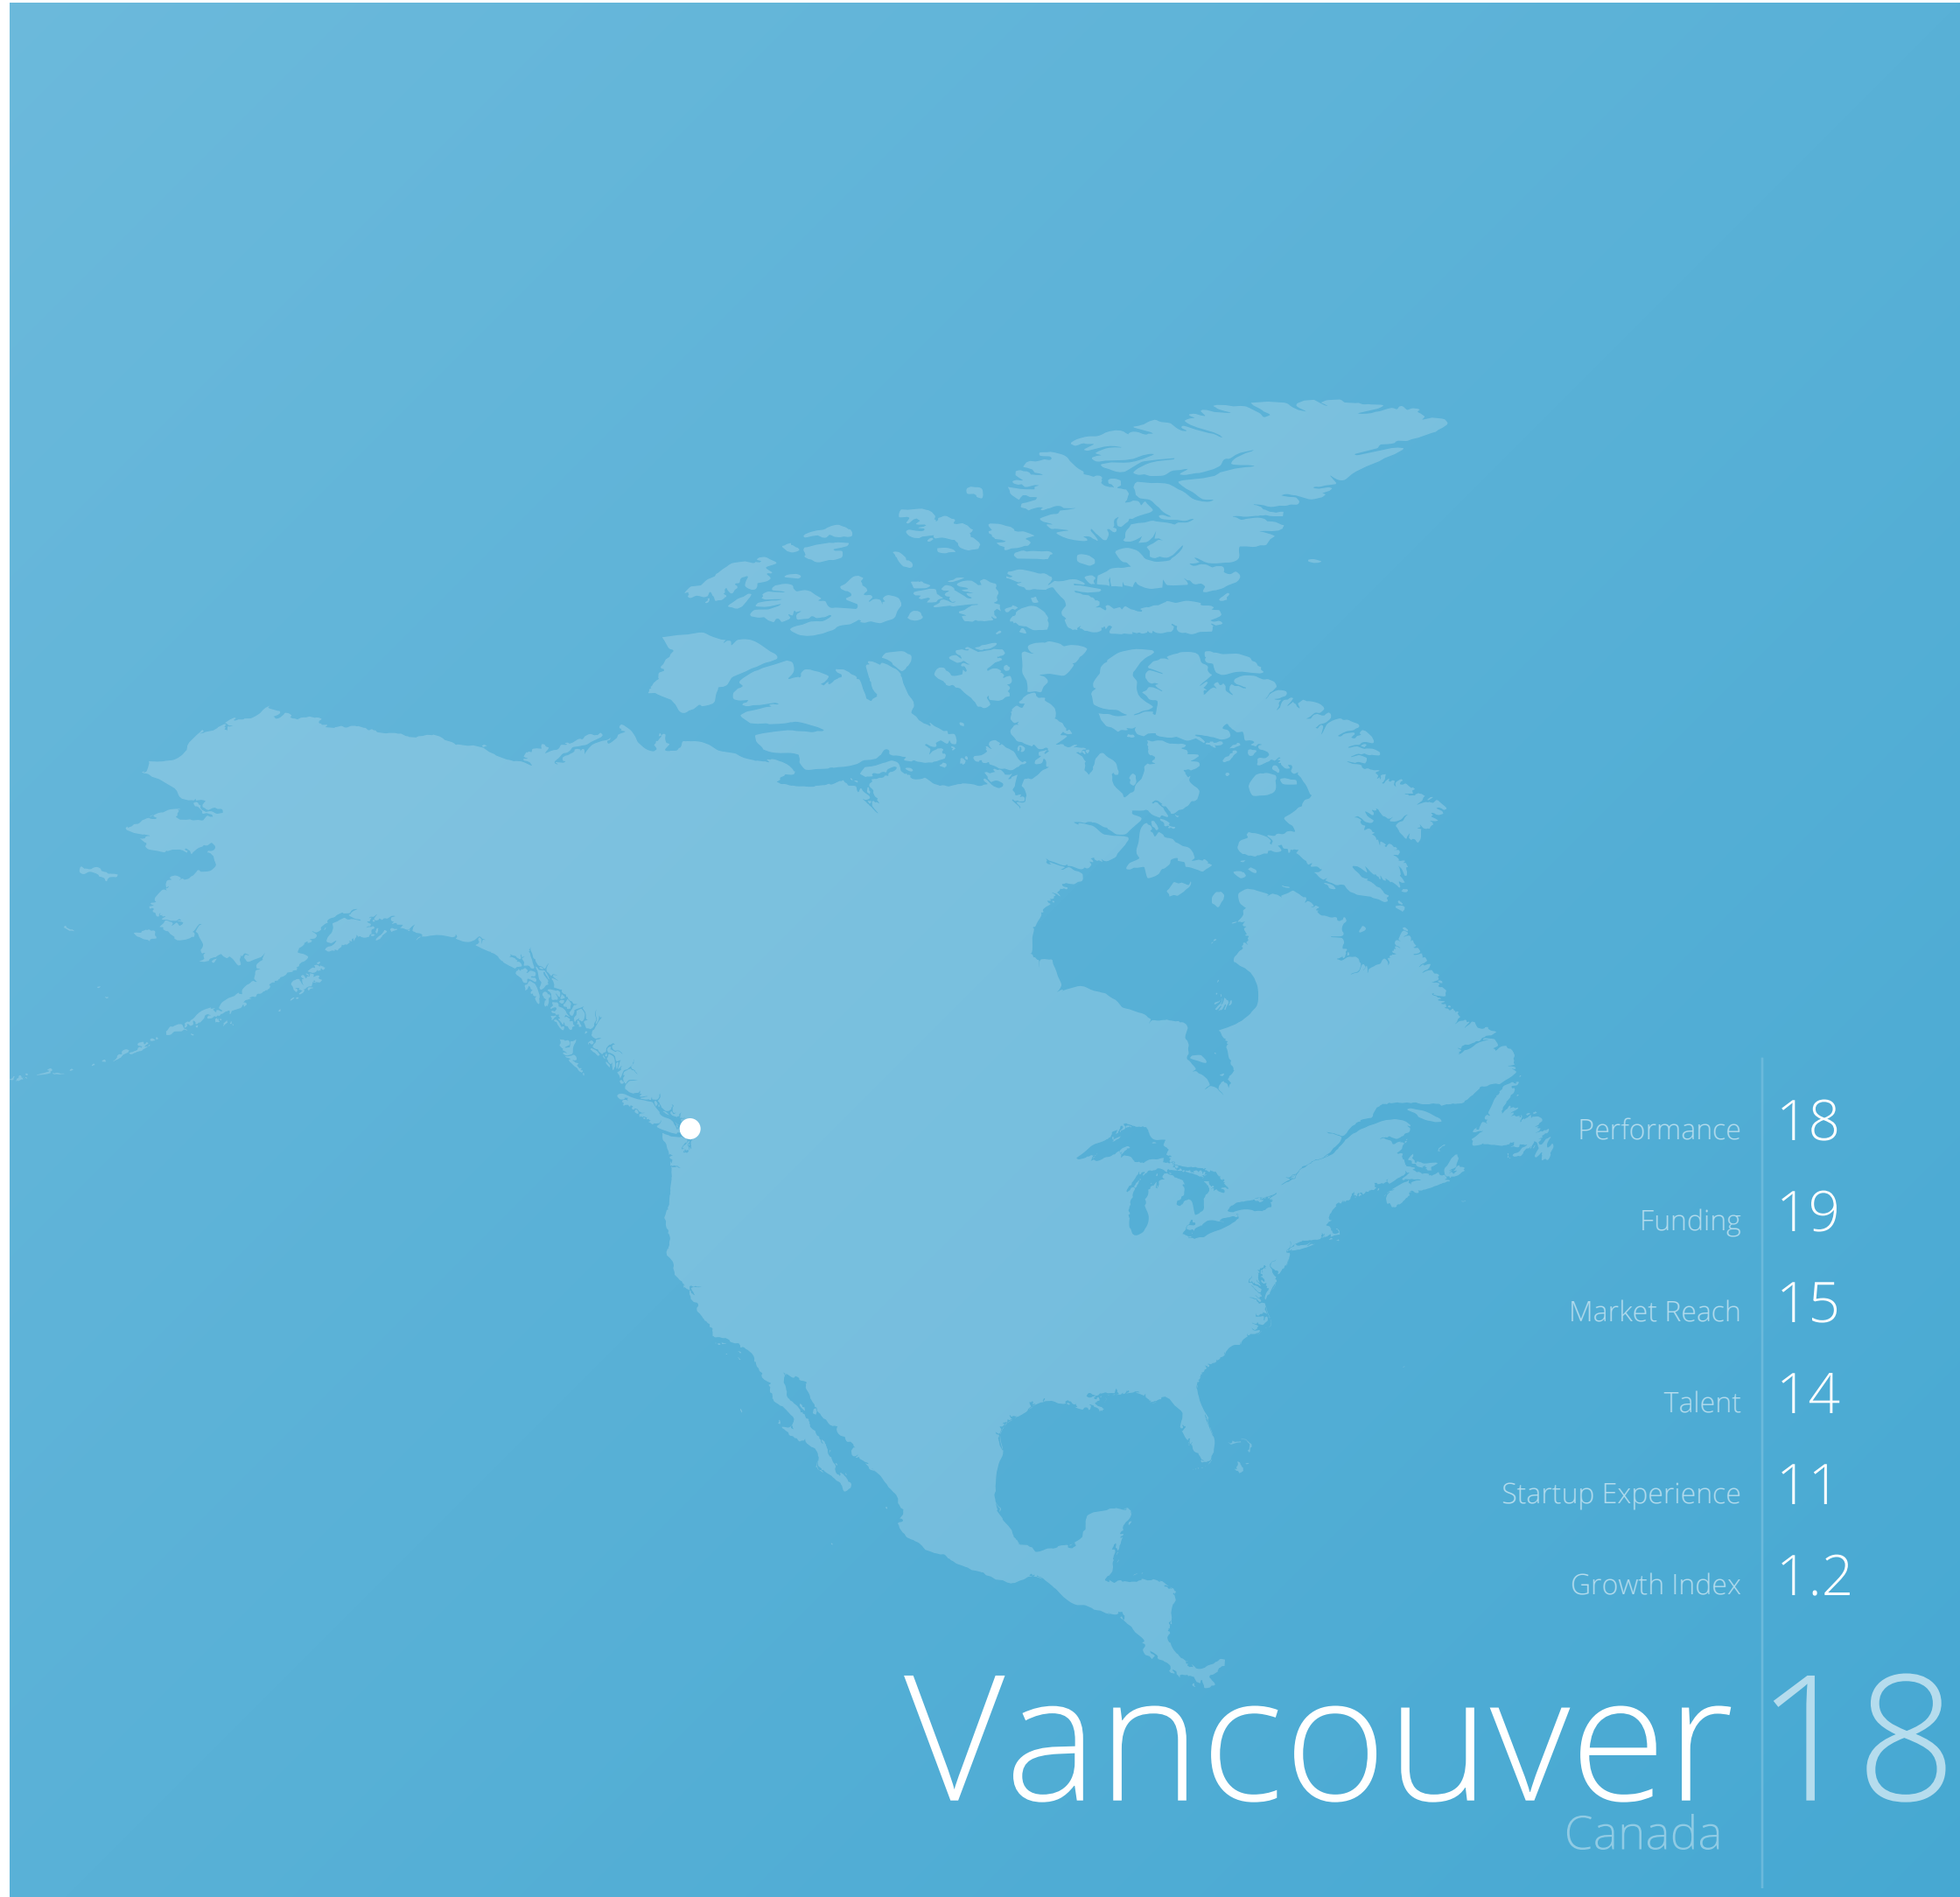 Performance 18
Funding 19
Market Reach 15
Talent 14
Startup Experience 11
Growth Index 1.2
Vancouver 18
Canada